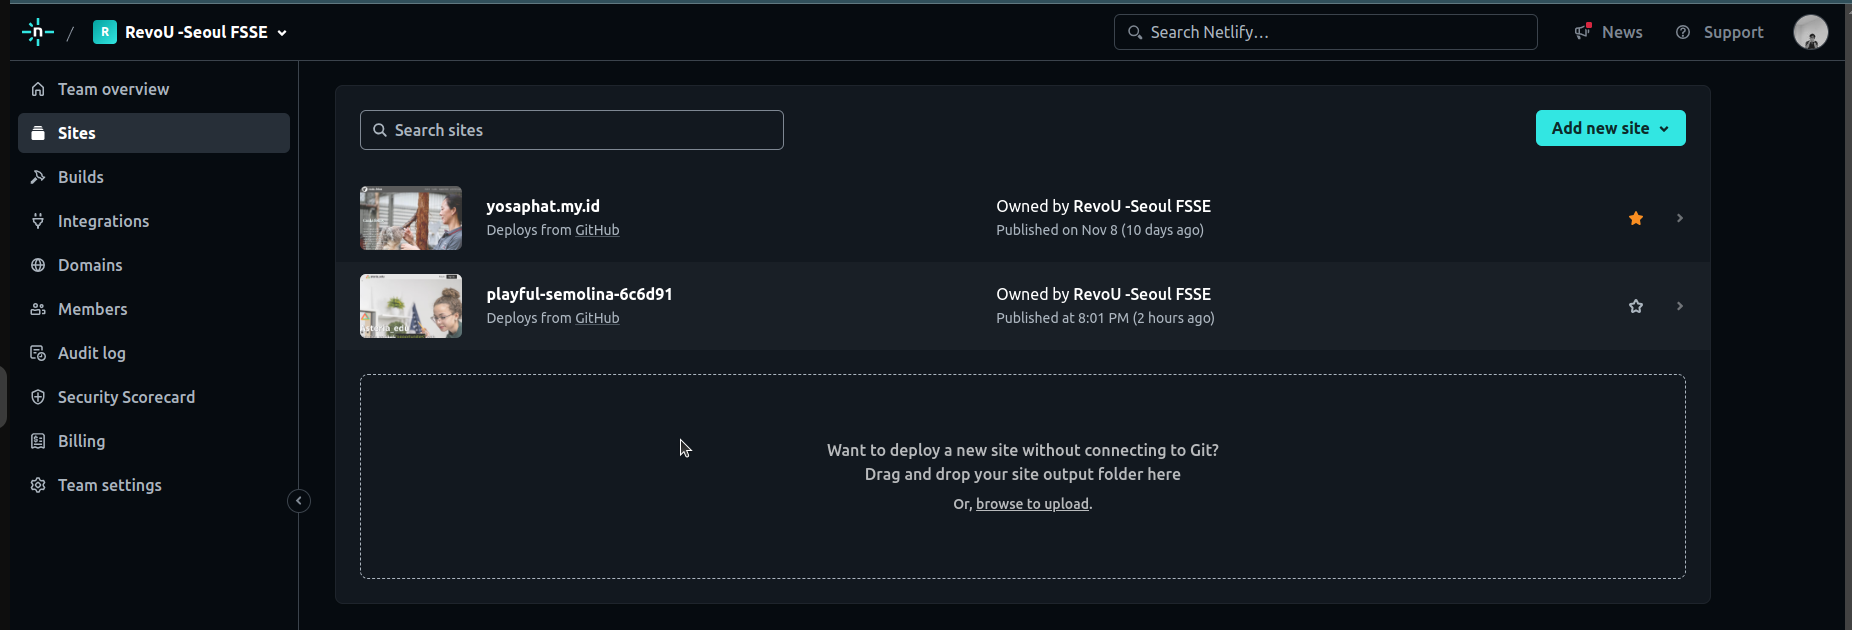 n / R RevoU -Seoul FSSE
Search Netlify...
News
Support
Team overview
Sites
Builds
Integrations
Domains
Members
Audit log
Security Scorecard
Billing
Team settings
Search sites
Add new site
yosaphat.my.id
Deploys from GitHub
Owned by RevoU -Seoul FSSE
Published on Nov 8 (10 days ago)
playful-semolina-6c6d91
Deploys from GitHub
Owned by RevoU -Seoul FSSE
Published at 8:01 PM (2 hours ago)
Want to deploy a new site without connecting to Git?
Drag and drop your site output folder here
Or, browse to upload.